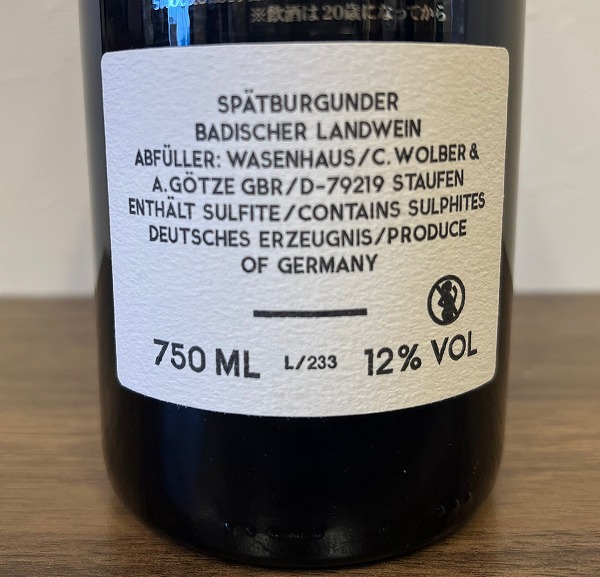 ※飲酒は20歳になってから
SPÄTBURGUNDER
BADISCHER LANDWEIN
ABFÜLLER: WASENHAUS/C. WOLBER &
A. GÖTZE GBR/D-79219 STAUFEN
ENTHÄLT SULFITE/CONTAINS SULPHITES
DEUTSCHES ERZEUGNIS/PRODUCE
OF GERMANY
750 ML L/233 12% VOL